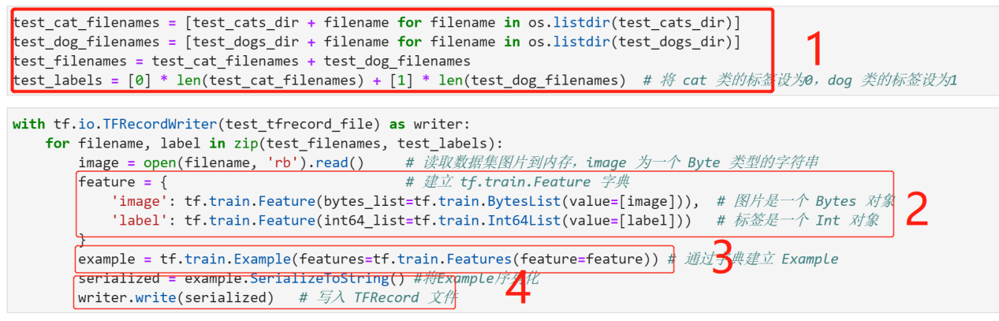 test_cat_filenames = [test_cats_dir + filename for filename in os.listdir(test_cats_dir)]
test_dog_filenames = [test_dogs_dir + filename for filename in os.listdir(test_dogs_dir)]
test_filenames = test_cat_filenames + test_dog_filenames
test_labels = [0] * len(test_cat_filenames) + [1] * len(test_dog_filenames)  # 将 cat 类的标签设为0，dog 类的标签设为1
1
with tf.io.TFRecordWriter(test_tfrecord_file) as writer:
    for filename, label in zip(test_filenames, test_labels):
        image = open(filename, 'rb').read()     # 读取数据集图片到内存，image 为一个 Byte 类型的字符串
        feature = {                             # 建立 tf.train.Feature 字典
            'image': tf.train.Feature(bytes_list=tf.train.BytesList(value=[image])),  # 图片是一个 Bytes 对象
            'label': tf.train.Feature(int64_list=tf.train.Int64List(value=[label]))   # 标签是一个 Int 对象
2
        }
        example = tf.train.Example(features=tf.train.Features(feature=feature)) # 通过字典建立 Example
3
        serialized = example.SerializeToString() #将Example序列化
        writer.write(serialized)   # 写入 TFRecord 文件
4